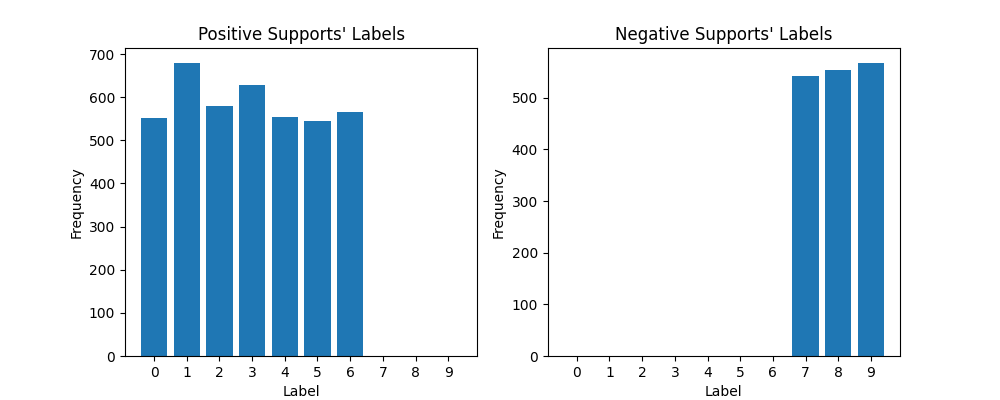 Positive Supports' Labels
700
600
500
400
300
200
100
0
Frequency
0 1 2 3 4 5 6 7 8 9
Label
Negative Supports' Labels
500
400
300
200
100
0
Frequency
0 1 2 3 4 5 6 7 8 9
Label